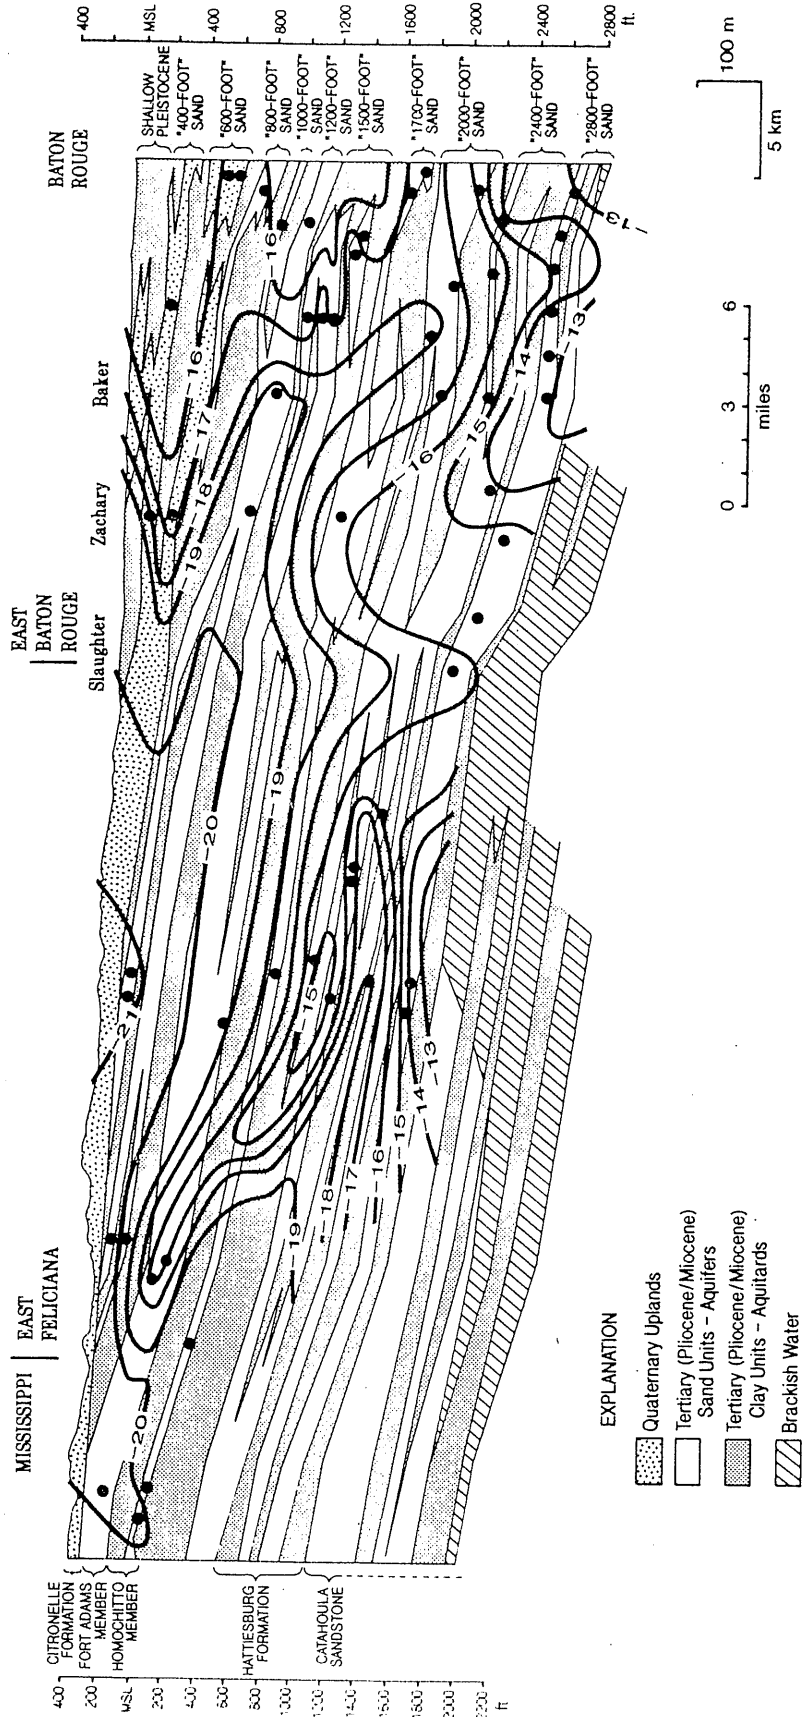 MISSISSIPPI
EAST
FELICIANA
EAST
BATON
ROUGE
Slaughter
Zachary
Baker
BATON
ROUGE
400
200
MSL
200
400
600
800
1000
1200
1400
1600
2000
2200
ft
CITRONELLE
FORMATION
FORT ADAMS
MEMBER
HOMOCHITTO
MEMBER
HATTIESBURG
FORMATION
CATAHOULA
SANDSTONE
-20
-21
-20
-19
-19
-18
-17
-16
-15
-14
-13
-15
-19
-18
-17
-16
-16
-16
-15
-14
-13
-13
SHALLOW
PLEISTOCENE
"400-FOOT"
SAND
"600-FOOT"
SAND
"800-FOOT"
SAND
"1000-FOOT"
SAND
"1200-FOOT"
SAND
"1500-FOOT"
SAND
"1700-FOOT"
SAND
"2000-FOOT"
SAND
"2400-FOOT"
SAND
"2800-FOOT"
SAND
400
MSL
400
800
1200
1600
2000
2400
2800
ft.
EXPLANATION
Quaternary Uplands
Tertiary (Pliocene/Miocene)
Sand Units – Aquifers
Tertiary (Pliocene/Miocene)
Clay Units – Aquitards
Brackish Water
0 3 6
miles
100 m
5 km